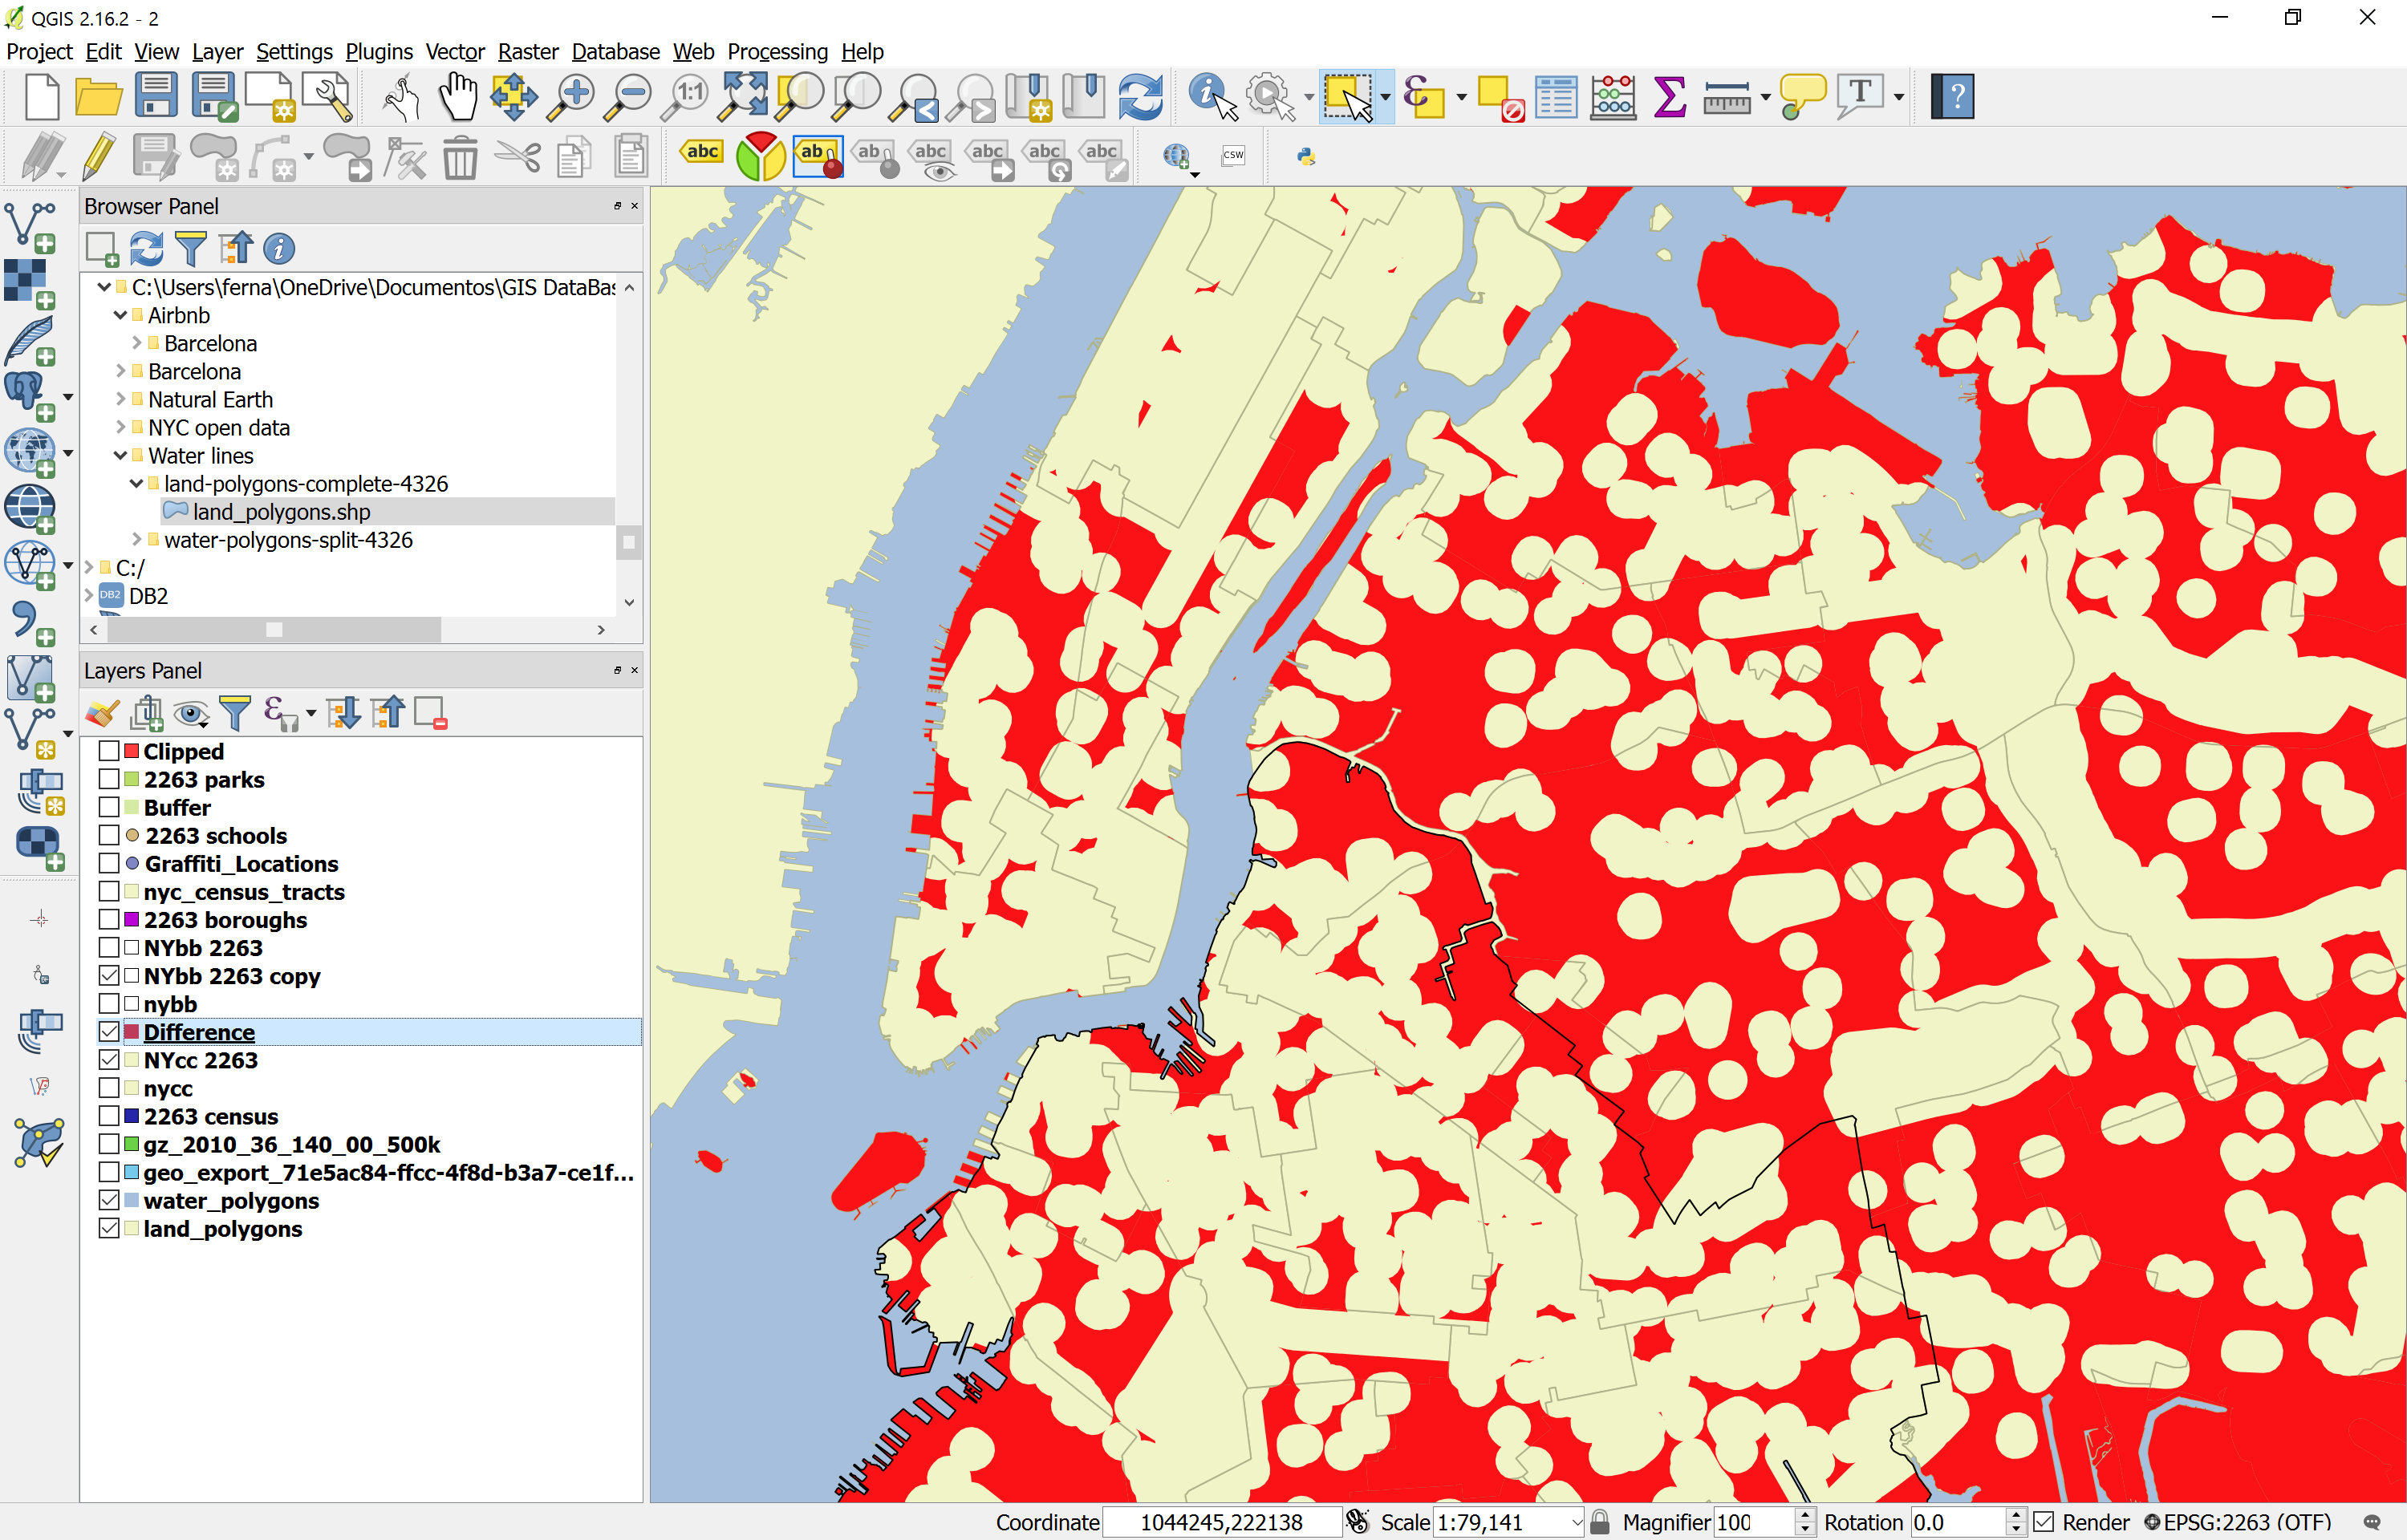 QGIS 2.16.2 - 2
Project Edit View Layer Settings Plugins Vector Raster Database Web Processing Help
1:1
T
?
abc ab ab abc abc abc abc CSW
Browser Panel
C:\Users\ferna\OneDrive\Documentos\GIS DataBas
Airbnb
Barcelona
Barcelona
Natural Earth
NYC open data
Water lines
land-polygons-complete-4326
land_polygons.shp
water-polygons-split-4326
C:/
DB2 DB2
Layers Panel
Clipped
2263 parks
Buffer
2263 schools
Graffiti_Locations
nyc_census_tracts
2263 boroughs
NYbb 2263
NYbb 2263 copy
nybb
Difference
NYcc 2263
nycc
2263 census
gz_2010_36_140_00_500k
geo_export_71e5ac84-ffcc-4f8d-b3a7-ce1f...
water_polygons
land_polygons
Coordinate 1044245,222138 Scale 1:79,141 Magnifier 100 Rotation 0.0 Render EPSG:2263 (OTF)